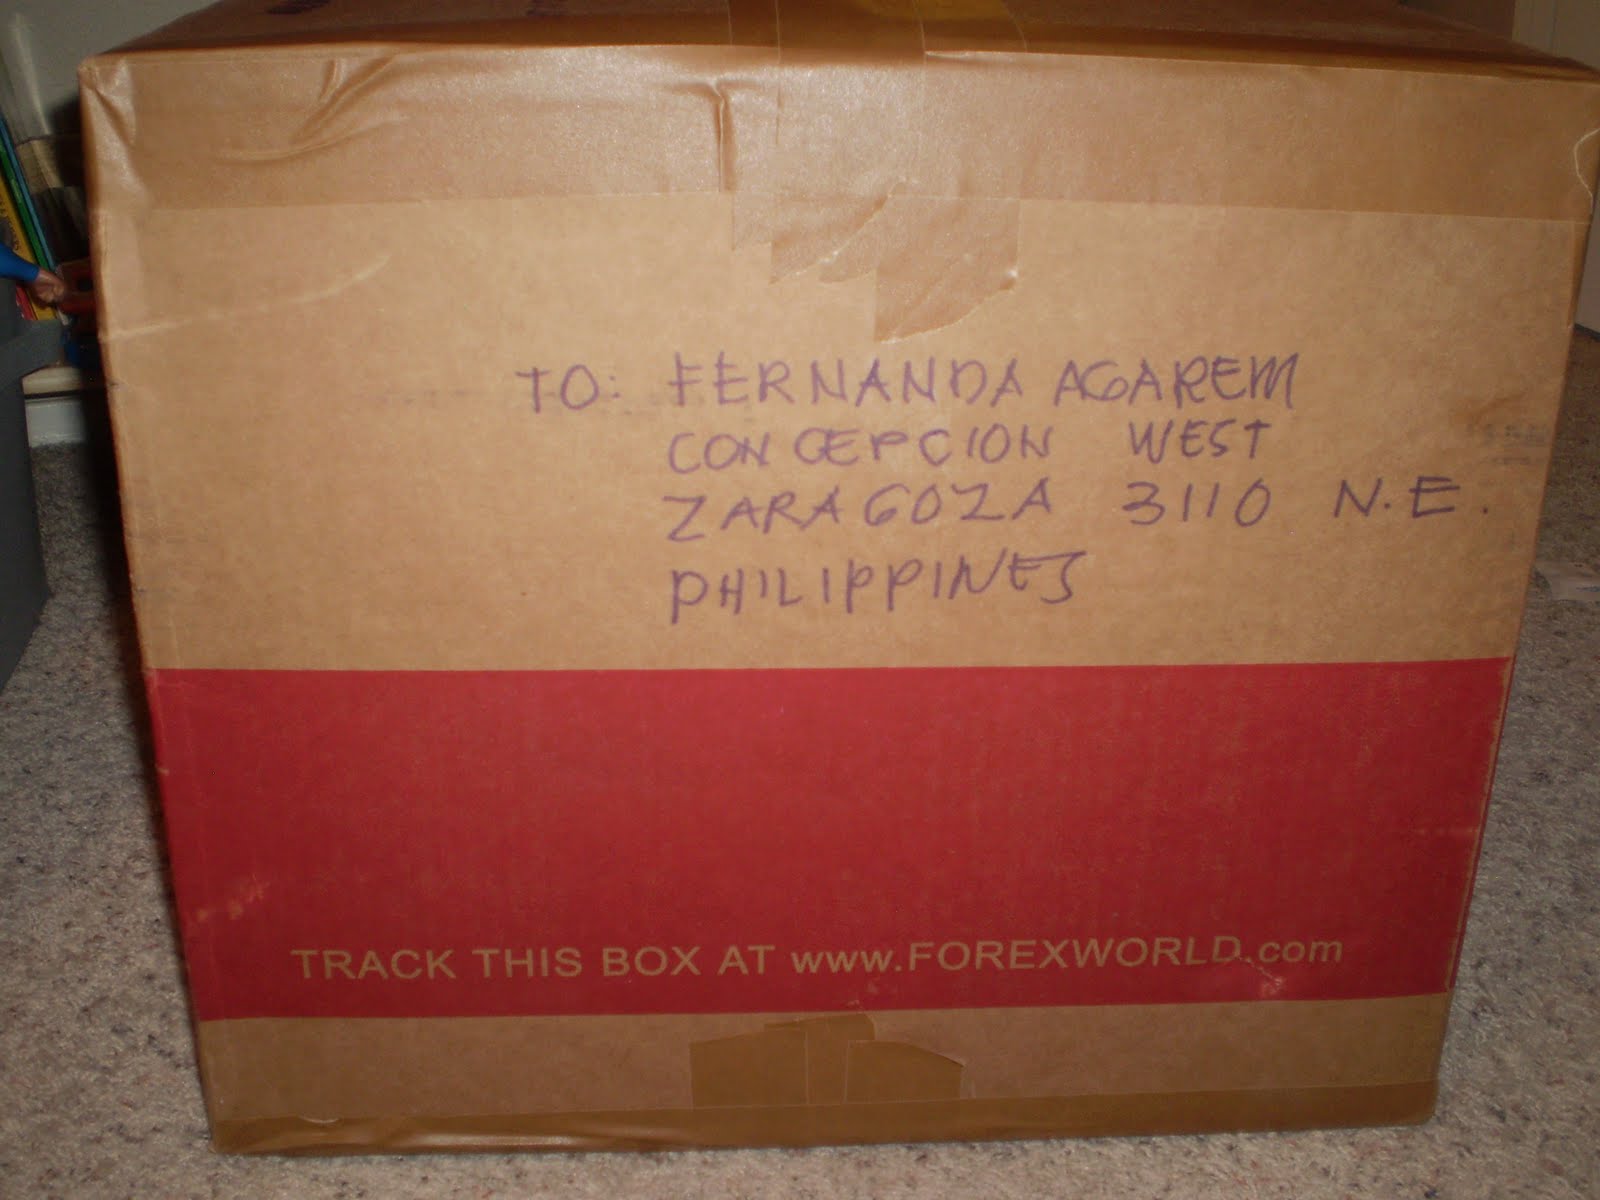 TO: FERNANDA AGAREM
CONCEPCION WEST
ZARAGOZA 3110 N.E.
PHILIPPINES
TRACK THIS BOX AT www.FOREXWORLD.com